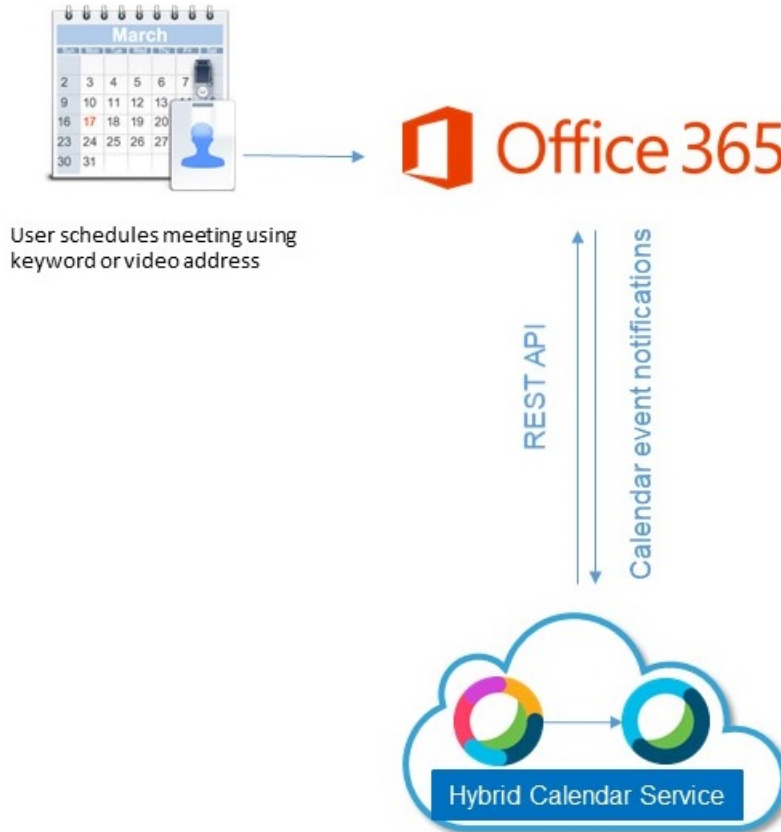 March
2 3 4 5 6 7
9 10 11 12 13
16 17 18 19 20
23 24 25 26 27
30 31
Office 365
User schedules meeting using
keyword or video address
REST API
Calendar event notifications
Hybrid Calendar Service